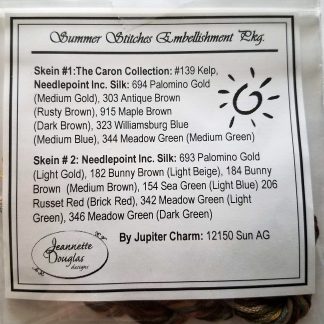 Summer Stitches Embellishment Pkg.
Skein #1:The Caron Collection: #139 Kelp,
Needlepoint Inc. Silk: 694 Palomino Gold
(Medium Gold), 303 Antique Brown
(Rusty Brown), 915 Maple Brown
(Dark Brown), 323 Williamsburg Blue
(Medium Blue), 344 Meadow Green (Medium Green)
Skein # 2: Needlepoint Inc. Silk: 693 Palomino Gold
(Light Gold), 182 Bunny Brown (Light Beige), 184 Bunny
Brown (Medium Brown), 154 Sea Green (Light Blue) 206
Russet Red (Brick Red), 342 Meadow Green (Light
Green), 346 Meadow Green (Dark Green)
By Jupiter Charm: 12150 Sun AG
Jeannette
Douglas
designs